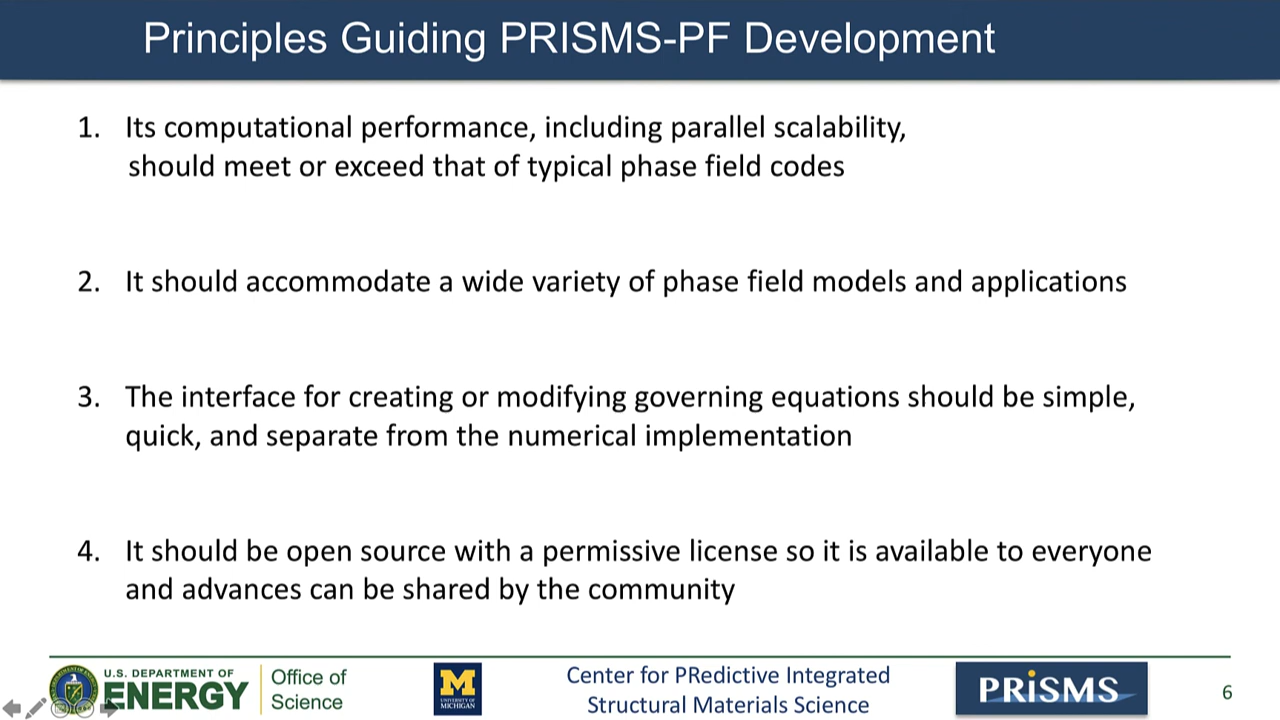 Principles Guiding PRISMS-PF Development
1. Its computational performance, including parallel scalability,
should meet or exceed that of typical phase field codes
2. It should accommodate a wide variety of phase field models and applications
3. The interface for creating or modifying governing equations should be simple,
quick, and separate from the numerical implementation
4. It should be open source with a permissive license so it is available to everyone
and advances can be shared by the community
U.S. DEPARTMENT OF
ENERGY
Office of
Science
M
UNIVERSITY OF
MICHIGAN
Center for PRedictive Integrated
Structural Materials Science
PRiSMS
6